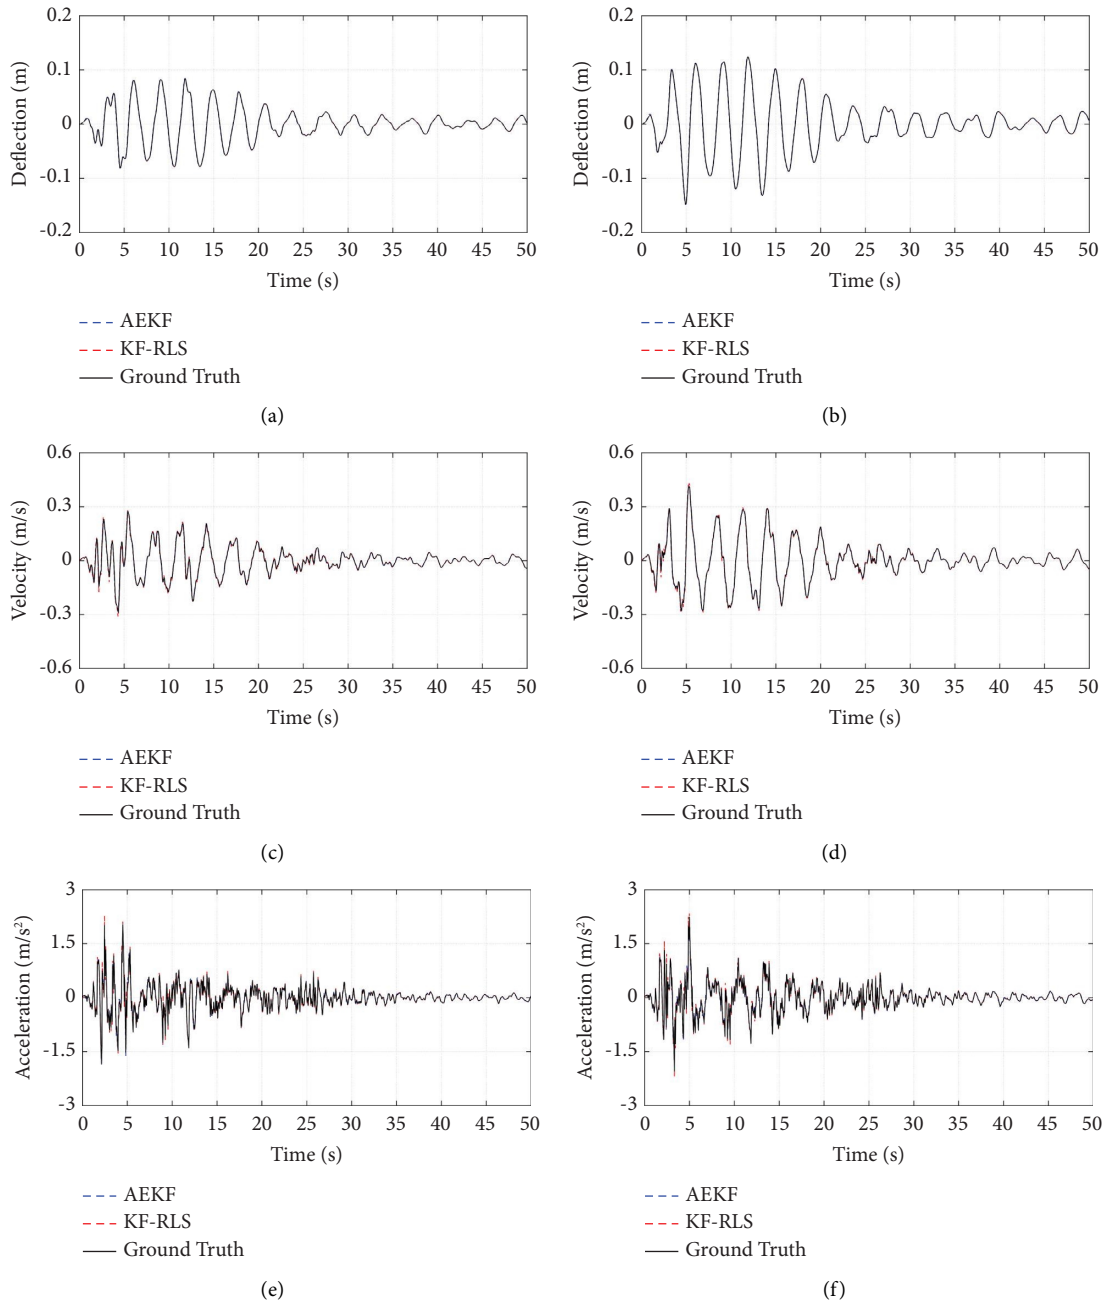 0.2
0.1
0
-0.1
-0.2
Deflection (m)
0 5 10 15 20 25 30 35 40 45 50
Time (s)
AEKF
KF-RLS
Ground Truth
(a)
0.2
0.1
0
-0.1
-0.2
Deflection (m)
0 5 10 15 20 25 30 35 40 45 50
Time (s)
AEKF
KF-RLS
Ground Truth
(b)
0.6
0.3
0
-0.3
-0.6
Velocity (m/s)
0 5 10 15 20 25 30 35 40 45 50
Time (s)
AEKF
KF-RLS
Ground Truth
(c)
0.6
0.3
0
-0.3
-0.6
Velocity (m/s)
0 5 10 15 20 25 30 35 40 45 50
Time (s)
AEKF
KF-RLS
Ground Truth
(d)
3
1.5
0
-1.5
-3
Acceleration (m/s²)
0 5 10 15 20 25 30 35 40 45 50
Time (s)
AEKF
KF-RLS
Ground Truth
(e)
3
1.5
0
-1.5
-3
Acceleration (m/s²)
0 5 10 15 20 25 30 35 40 45 50
Time (s)
AEKF
KF-RLS
Ground Truth
(f)